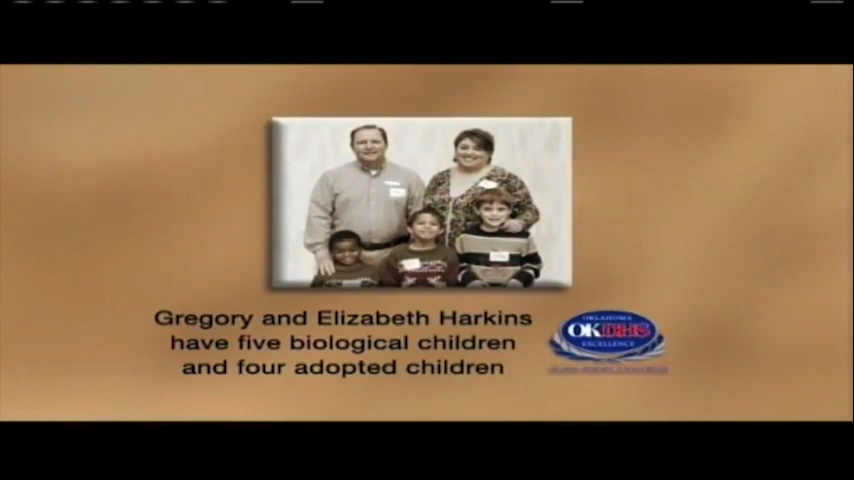 Gregory and Elizabeth Harkins
have five biological children
and four adopted children
OKLAHOMA
OKDHS
EXCELLENCE